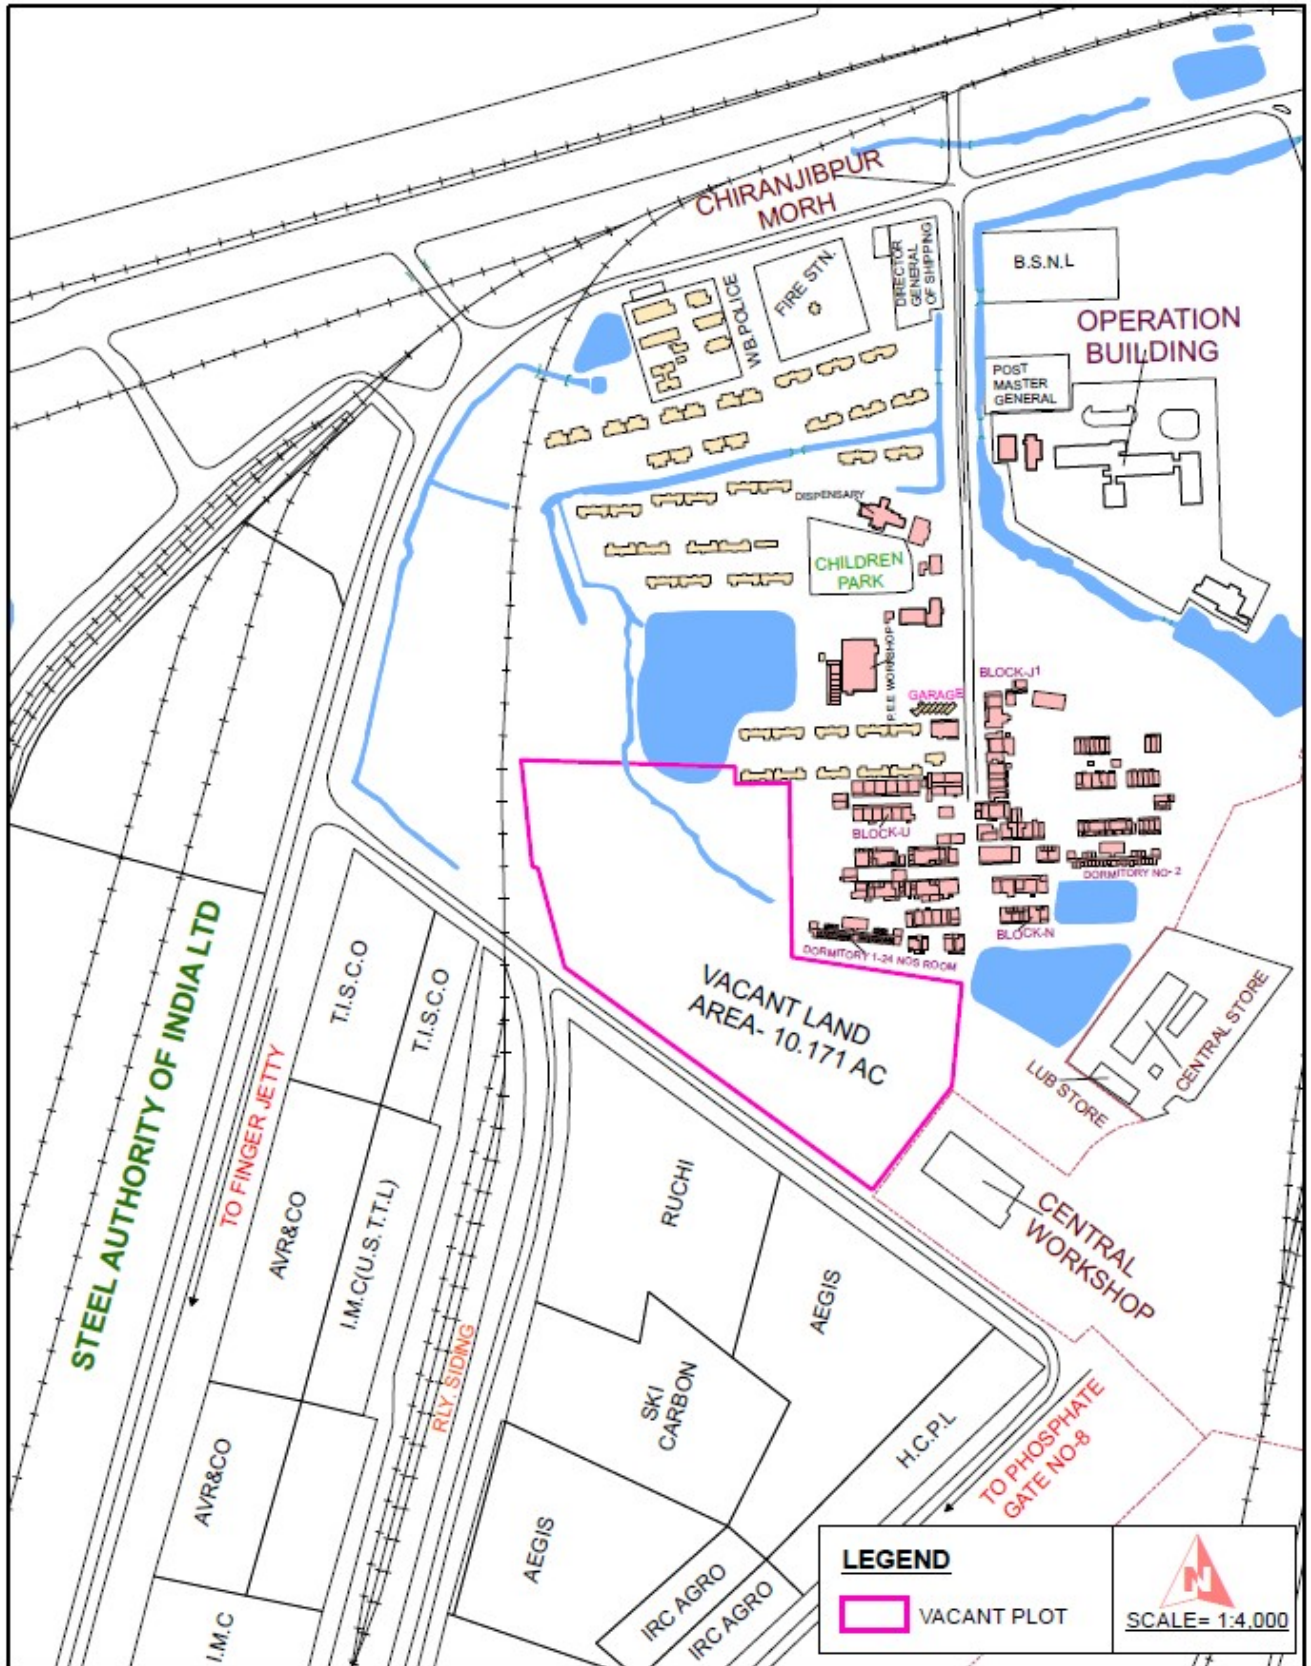 CHIRANJIBPUR
MORH
DIRECTOR
GENERAL
OF SHIPPING
FIRE STN.
W.B.POLICE
B.S.N.L
OPERATION
BUILDING
POST
MASTER
GENERAL
DISPENSARY
CHILDREN
PARK
P.E.E WORKSHOP
BLOCK-J1
GARAGE
BLOCK-U
DORMITORY NO- 2
BLOCK-N
DORMITORY 1-24 NOS ROOM
VACANT LAND
AREA- 10.171 AC
CENTRAL STORE
LUB STORE
CENTRAL
WORKSHOP
STEEL AUTHORITY OF INDIA LTD
T.I.S.C.O
T.I.S.C.O
TO FINGER JETTY
AVR&CO
I.M.C(U.S.T.T.L)
RUCHI
AEGIS
RLY. SIDING
SKI
CARBON
H.C.P.L
TO PHOSPHATE
GATE NO-8
AVR&CO
AEGIS
IRC AGRO
IRC AGRO
I.M.C
LEGEND
VACANT PLOT
N
SCALE= 1:4,000